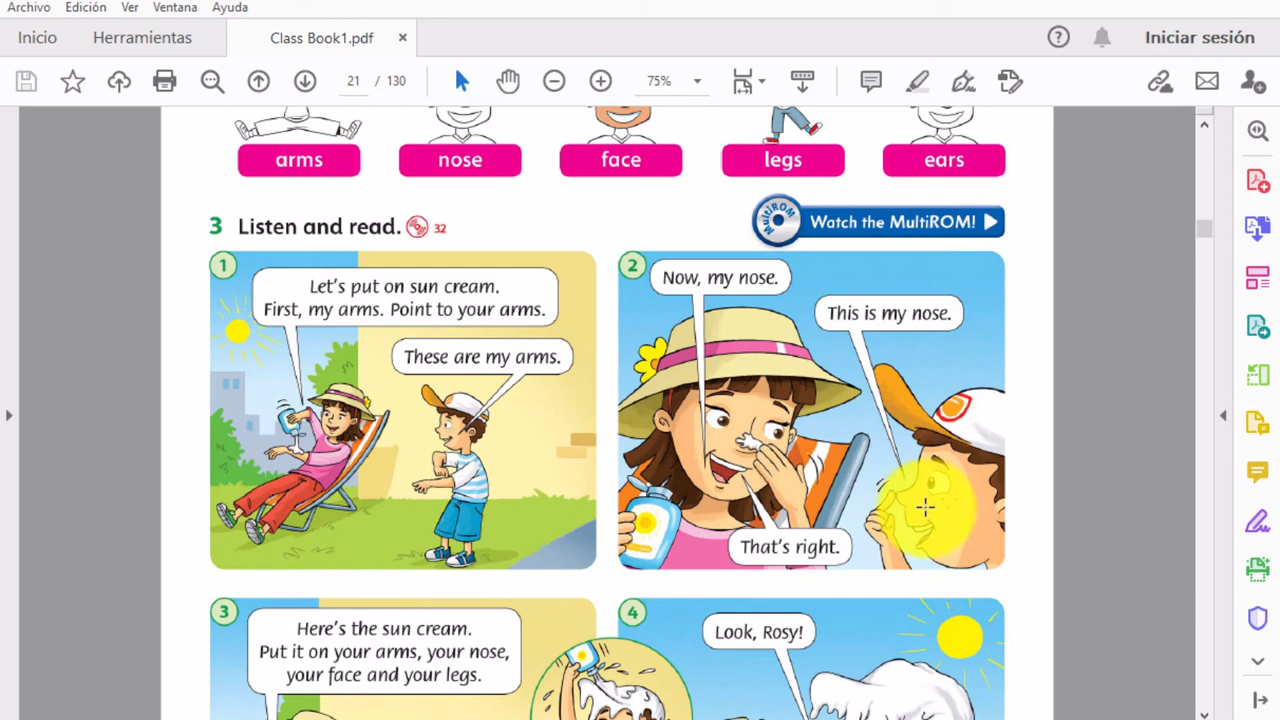 Archivo Edición Ver Ventana Ayuda
Inicio Herramientas Class Book1.pdf × Iniciar sesión
21 / 130 75%
arms nose face legs ears
3 Listen and read. 32
MultiROM Watch the MultiROM!
1
Let's put on sun cream.
First, my arms. Point to your arms.
These are my arms.
2
Now, my nose.
This is my nose.
That's right.
3
Here's the sun cream.
Put it on your arms, your nose,
your face and your legs.
4
Look, Rosy!